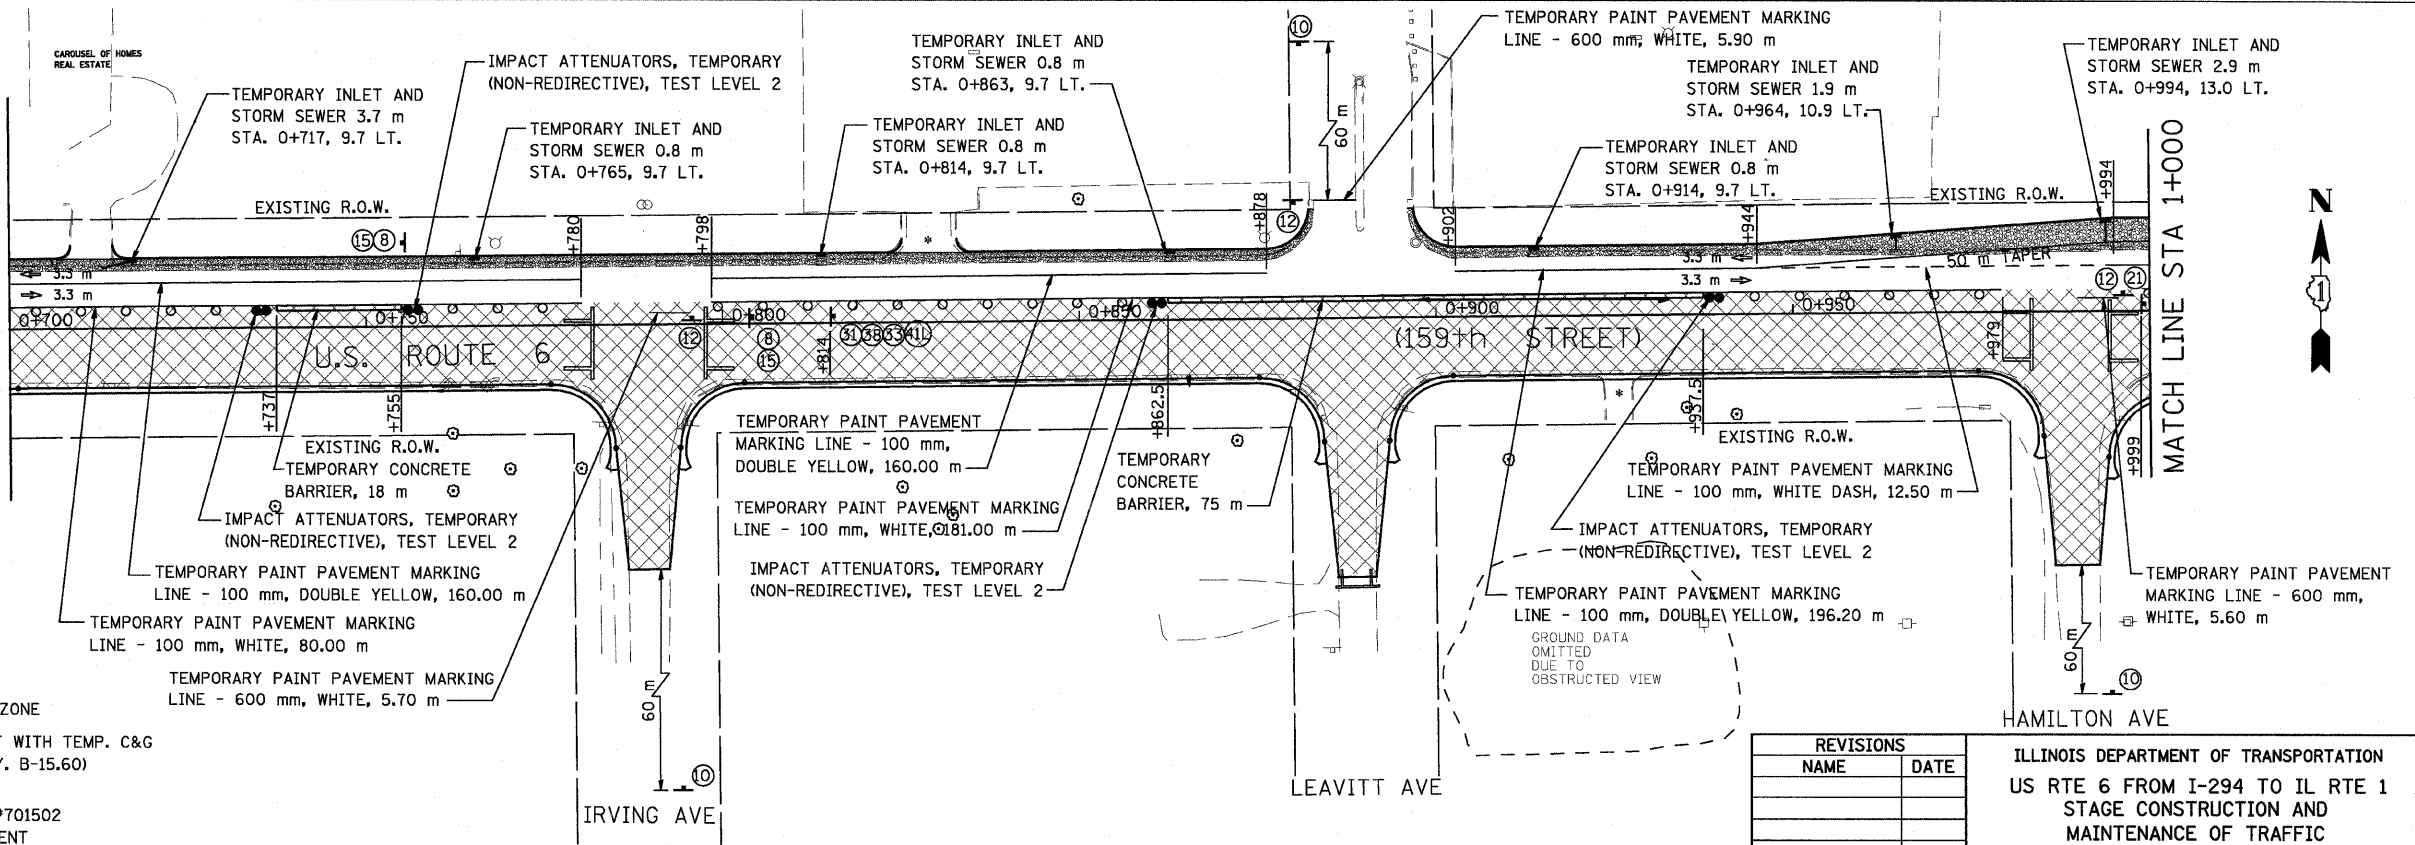 CAROUSEL OF HOMES
REAL ESTATE
TEMPORARY INLET AND
STORM SEWER 3.7 m
STA. 0+717, 9.7 LT.
IMPACT ATTENUATORS, TEMPORARY
(NON-REDIRECTIVE), TEST LEVEL 2
TEMPORARY INLET AND
STORM SEWER 0.8 m
STA. 0+765, 9.7 LT.
TEMPORARY INLET AND
STORM SEWER 0.8 m
STA. 0+863, 9.7 LT.
TEMPORARY INLET AND
STORM SEWER 0.8 m
STA. 0+814, 9.7 LT.
10
60 m
12
TEMPORARY PAINT PAVEMENT MARKING
LINE - 600 mm, WHITE, 5.90 m
TEMPORARY INLET AND
STORM SEWER 1.9 m
STA. 0+964, 10.9 LT.
TEMPORARY INLET AND
STORM SEWER 0.8 m
STA. 0+914, 9.7 LT.
TEMPORARY INLET AND
STORM SEWER 2.9 m
STA. 0+994, 13.0 LT.
MATCH LINE STA 1+000
N
1
EXISTING R.O.W.
EXISTING R.O.W.
15 8
+780
+798
*
+878
+902
+944
+994
3.3 m
3.3 m
3.3 m
3.3 m
50 m TAPER
12 21
0+700
0+750
0+800
0+850
0+900
0+950
U.S. ROUTE 6
(159th STREET)
12
8
15
+814
31 38 33 41L
+979
+999
+737
+755
+862.5
*
+937.5
EXISTING R.O.W.
EXISTING R.O.W.
TEMPORARY CONCRETE
BARRIER, 18 m
IMPACT ATTENUATORS, TEMPORARY
(NON-REDIRECTIVE), TEST LEVEL 2
TEMPORARY PAINT PAVEMENT MARKING
LINE - 100 mm, DOUBLE YELLOW, 160.00 m
TEMPORARY PAINT PAVEMENT MARKING
LINE - 100 mm, WHITE, 80.00 m
TEMPORARY PAINT PAVEMENT MARKING
LINE - 600 mm, WHITE, 5.70 m
TEMPORARY PAINT PAVEMENT
MARKING LINE - 100 mm,
DOUBLE YELLOW, 160.00 m
TEMPORARY PAINT PAVEMENT MARKING
LINE - 100 mm, WHITE, 181.00 m
IMPACT ATTENUATORS, TEMPORARY
(NON-REDIRECTIVE), TEST LEVEL 2
TEMPORARY
CONCRETE
BARRIER, 75 m
TEMPORARY PAINT PAVEMENT MARKING
LINE - 100 mm, WHITE DASH, 12.50 m
IMPACT ATTENUATORS, TEMPORARY
(NON-REDIRECTIVE), TEST LEVEL 2
TEMPORARY PAINT PAVEMENT MARKING
LINE - 100 mm, DOUBLE YELLOW, 196.20 m
GROUND DATA
OMITTED
DUE TO
OBSTRUCTED VIEW
TEMPORARY PAINT PAVEMENT
MARKING LINE - 600 mm,
WHITE, 5.60 m
60 m
10
60 m
10
IRVING AVE
LEAVITT AVE
HAMILTON AVE
ZONE
WITH TEMP. C&G
B-15.60)
701502
ENT
REVISIONS
NAME DATE
ILLINOIS DEPARTMENT OF TRANSPORTATION
US RTE 6 FROM I-294 TO IL RTE 1
STAGE CONSTRUCTION AND
MAINTENANCE OF TRAFFIC